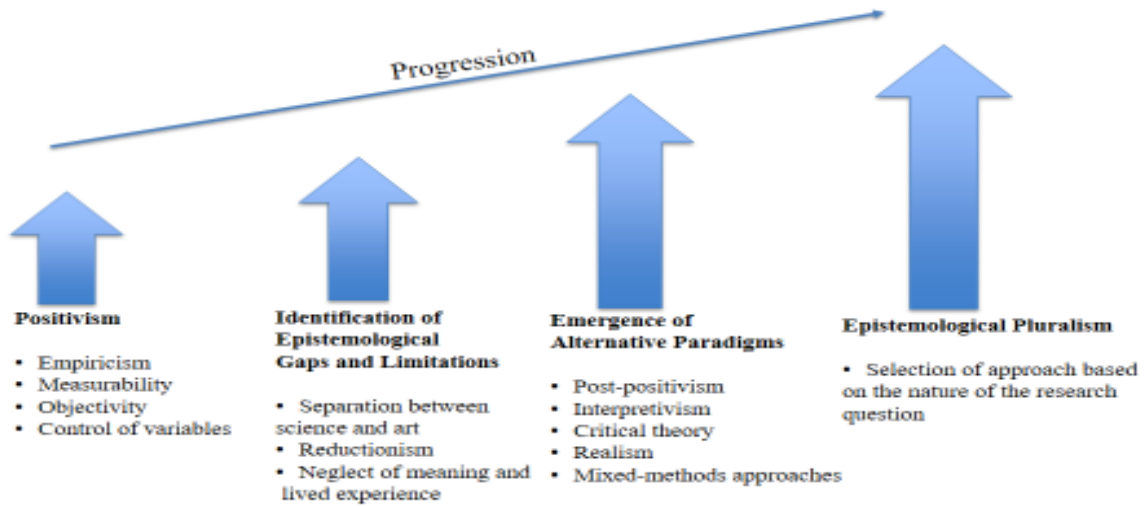 Progression
Positivism
• Empiricism
• Measurability
• Objectivity
• Control of variables
Identification of
Epistemological
Gaps and Limitations
• Separation between
science and art
• Reductionism
• Neglect of meaning and
lived experience
Emergence of
Alternative Paradigms
• Post-positivism
• Interpretivism
• Critical theory
• Realism
• Mixed-methods approaches
Epistemological Pluralism
• Selection of approach based
on the nature of the research
question